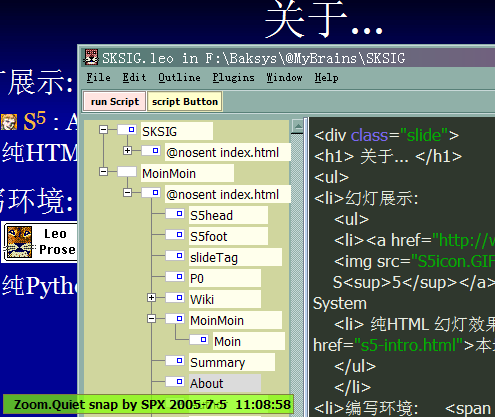 关于...
SKSIG.leo in F:\Baksys\@MyBrains\SKSIG
File Edit Outline Plugins Window Help
run Script script Button
展示:
S5 : A
纯HTM
环境:
Leo
Prose
纯Pytho
SKSIG
@nosent index.html
MoinMoin
@nosent index.html
S5head
S5foot
slideTag
P0
Wiki
MoinMoin
Moin
Summary
About
<div class="slide">
<h1> 关于... </h1>
<ul>
<li>幻灯展示:
<ul>
<li><a href="http://w
<img src="S5icon.GIF
S<sup>5</sup></a>
System
<li> 纯HTML 幻灯效果
href="s5-intro.html">本
</ul>
</li>
<li>编写环境: <span
Zoom.Quiet snap by SPX 2005-7-5 11:08:58